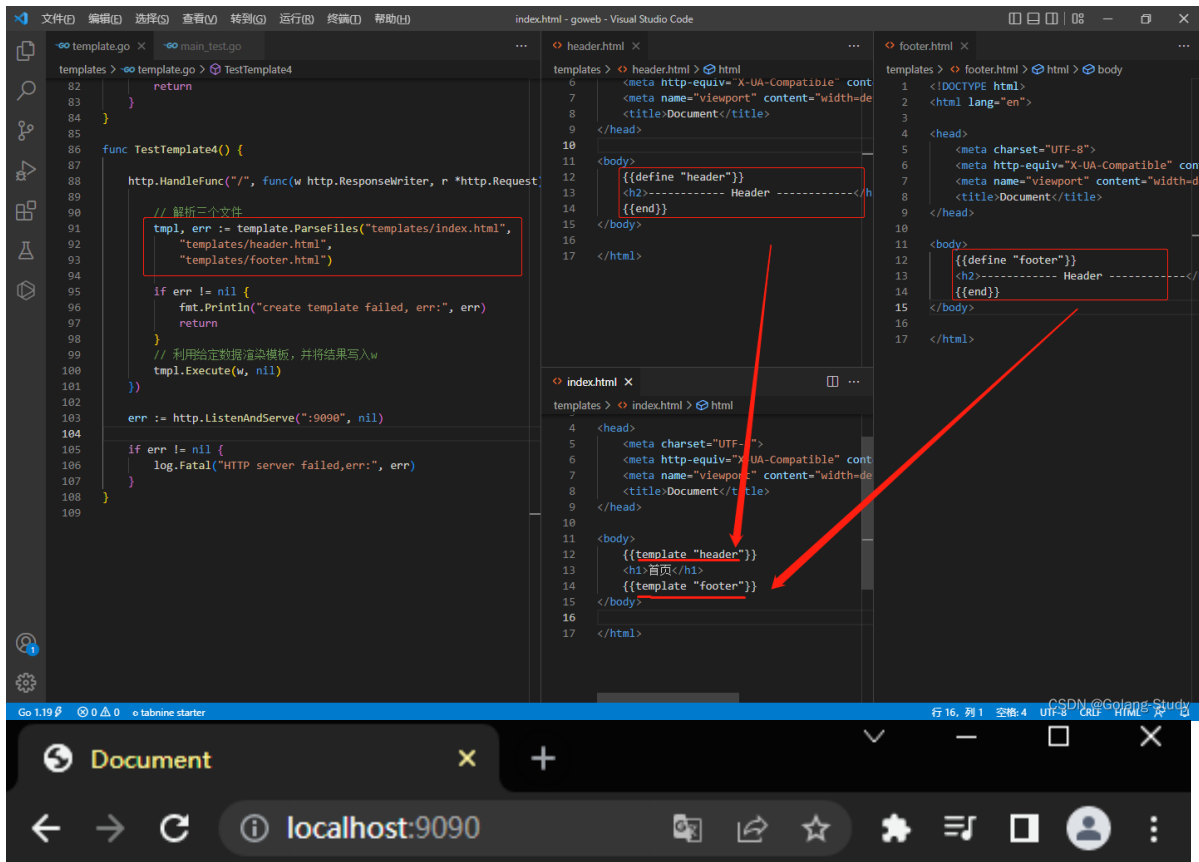 文件(F) 编辑(E) 选择(S) 查看(V) 转到(G) 运行(R) 终端(T) 帮助(H) index.html - goweb - Visual Studio Code
template.go main_test.go ···
templates > template.go > TestTemplate4
82 return
83 }
84 }
85
86 func TestTemplate4() {
87
88 http.HandleFunc("/", func(w http.ResponseWriter, r *http.Request)
89
90 // 解析三个文件
91 tmpl, err := template.ParseFiles("templates/index.html",
92 "templates/header.html",
93 "templates/footer.html")
94
95 if err != nil {
96 fmt.Println("create template failed, err:", err)
97 return
98 }
99 // 利用给定数据渲染模板，并将结果写入w
100 tmpl.Execute(w, nil)
101 })
102
103 err := http.ListenAndServe(":9090", nil)
104
105 if err != nil {
106 log.Fatal("HTTP server failed,err:", err)
107 }
108 }
109
header.html ···
templates > header.html > html
6 <meta http-equiv="X-UA-Compatible" cont
7 <meta name="viewport" content="width=de
8 <title>Document</title>
9 </head>
10
11 <body>
12 {{define "header"}}
13 <h2>------------ Header ------------</h
14 {{end}}
15 </body>
16
17 </html>
index.html ···
templates > index.html > html
4 <head>
5 <meta charset="UTF-8">
6 <meta http-equiv="X-UA-Compatible" cont
7 <meta name="viewport" content="width=de
8 <title>Document</title>
9 </head>
10
11 <body>
12 {{template "header"}}
13 <h1>首页</h1>
14 {{template "footer"}}
15 </body>
16
17 </html>
footer.html ···
templates > footer.html > html > body
1 <!DOCTYPE html>
2 <html lang="en">
3
4 <head>
5 <meta charset="UTF-8">
6 <meta http-equiv="X-UA-Compatible" con
7 <meta name="viewport" content="width=d
8 <title>Document</title>
9 </head>
10
11 <body>
12 {{define "footer"}}
13 <h2>------------ Header ------------</
14 {{end}}
15 </body>
16
17 </html>
1
Go 1.19 0 0 tabnine starter 行 16，列 1 空格: 4 UTF-8 CRLF HTML
CSDN @Golang-Study
Document
localhost:9090